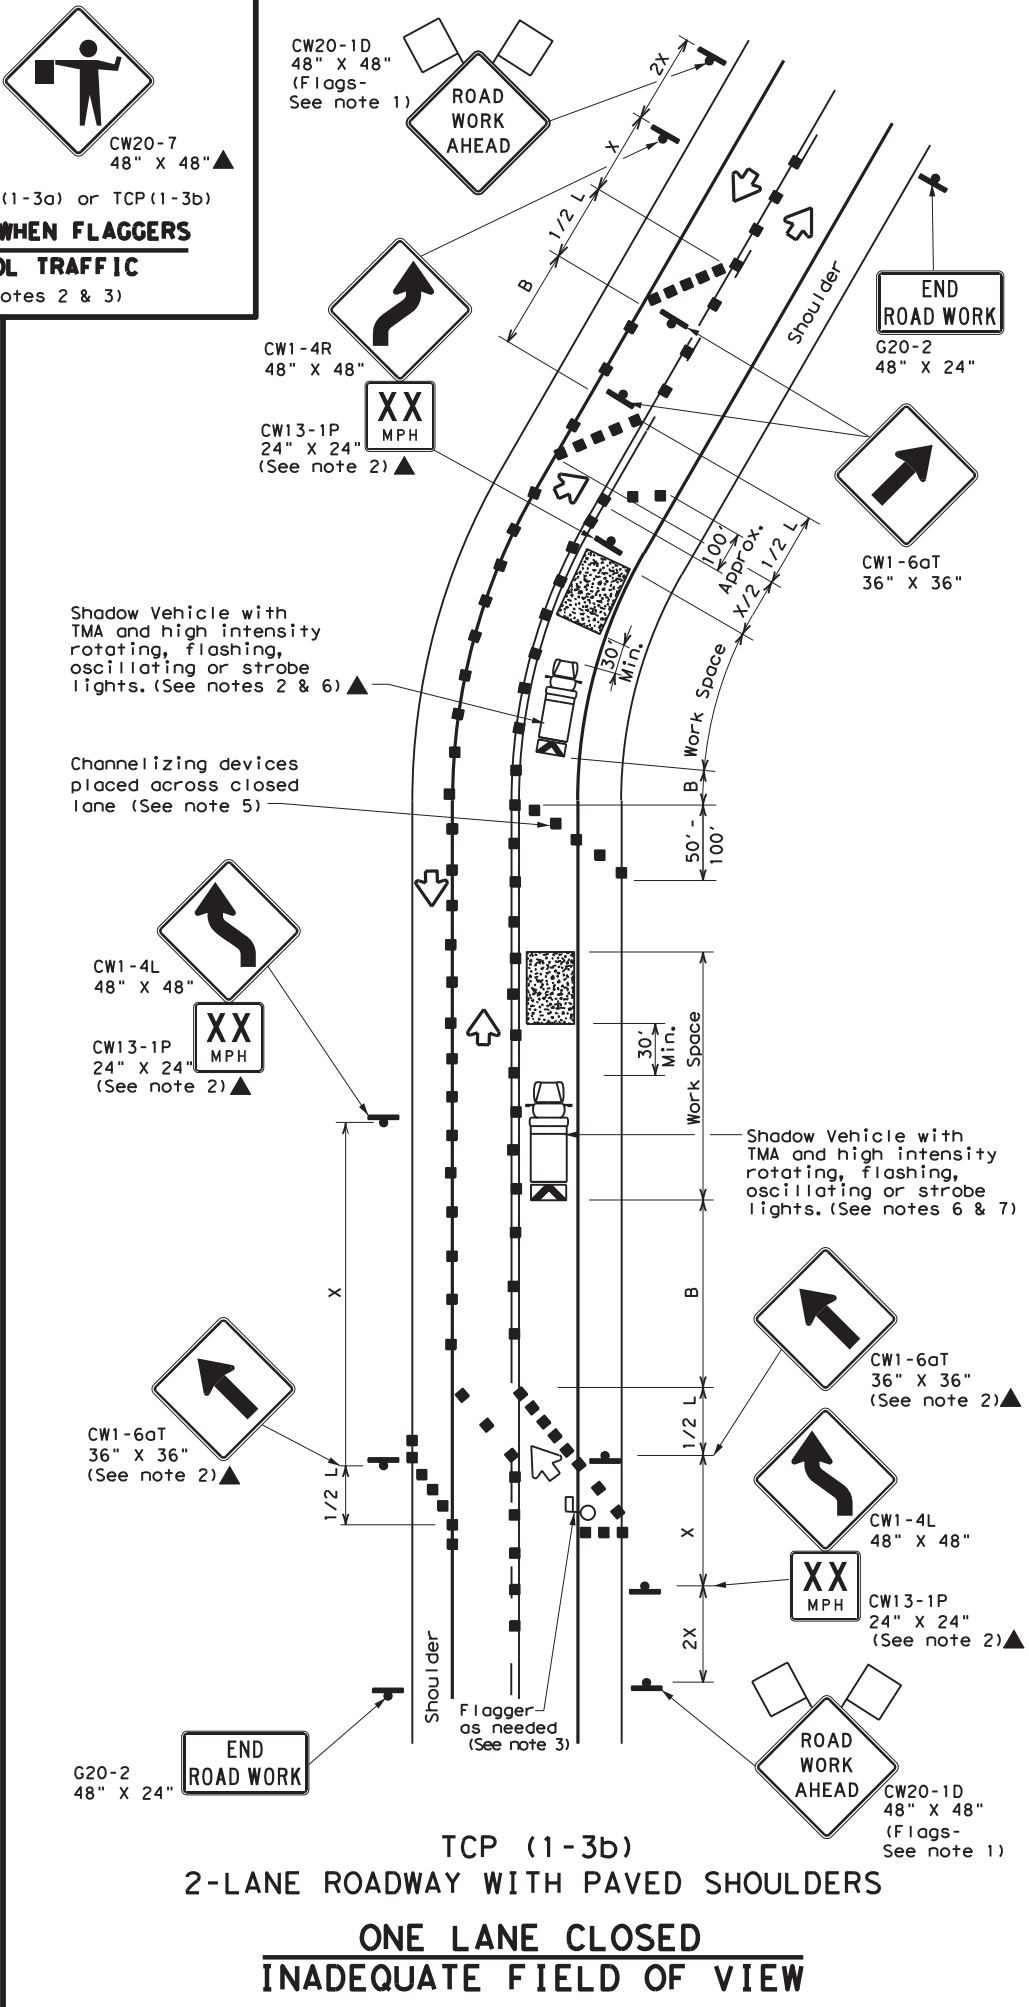 CW20-7
48" X 48"
(1-3a) or TCP(1-3b)
WHEN FLAGGERS
OL TRAFFIC
otes 2 & 3)
CW20-1D
48" X 48"
(Flags-
See note 1)
ROAD
WORK
AHEAD
2X
X
1/2 L
B
CW1-4R
48" X 48"
XX
MPH
CW13-1P
24" X 24"
(See note 2)
Shoulder
END
ROAD WORK
G20-2
48" X 24"
CW1-6aT
36" X 36"
100'
Approx.
1/2 L
X/2
30'
Min.
Work Space
B
50'-
100'
Shadow Vehicle with
TMA and high intensity
rotating, flashing,
oscillating or strobe
lights. (See notes 2 & 6)
Channelizing devices
placed across closed
lane (See note 5)
CW1-4L
48" X 48"
XX
MPH
CW13-1P
24" X 24"
(See note 2)
30'
Min.
Work Space
Shadow Vehicle with
TMA and high intensity
rotating, flashing,
oscillating or strobe
lights. (See notes 6 & 7)
X
B
CW1-6aT
36" X 36"
(See note 2)
1/2 L
CW1-6aT
36" X 36"
(See note 2)
1/2 L
X
CW1-4L
48" X 48"
XX
MPH
CW13-1P
24" X 24"
(See note 2)
2X
Shoulder
Flagger
as needed
(See note 3)
END
ROAD WORK
G20-2
48" X 24"
ROAD
WORK
AHEAD
CW20-1D
48" X 48"
(Flags-
See note 1)
TCP (1-3b)
2-LANE ROADWAY WITH PAVED SHOULDERS
ONE LANE CLOSED
INADEQUATE FIELD OF VIEW